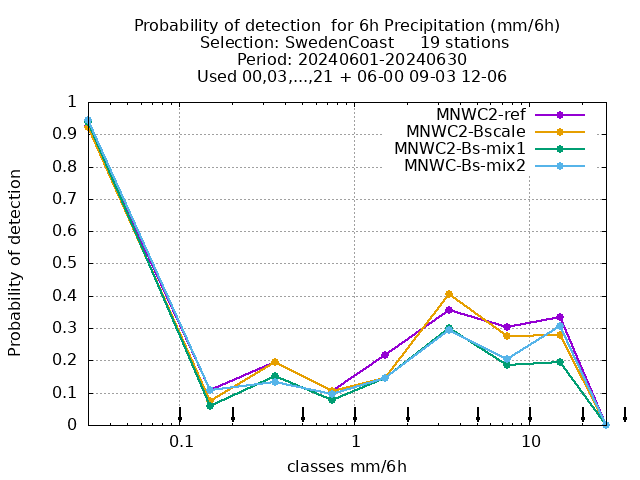 Probability of detection  for 6h Precipitation (mm/6h)
Selection: SwedenCoast     19 stations
Period: 20240601-20240630
Used 00,03,...,21 + 06-00 09-03 12-06
MNWC2-ref
MNWC2-Bscale
MNWC2-Bs-mix1
MNWC-Bs-mix2
Probability of detection
1
0.9
0.8
0.7
0.6
0.5
0.4
0.3
0.2
0.1
0
0.1 1 10
classes mm/6h